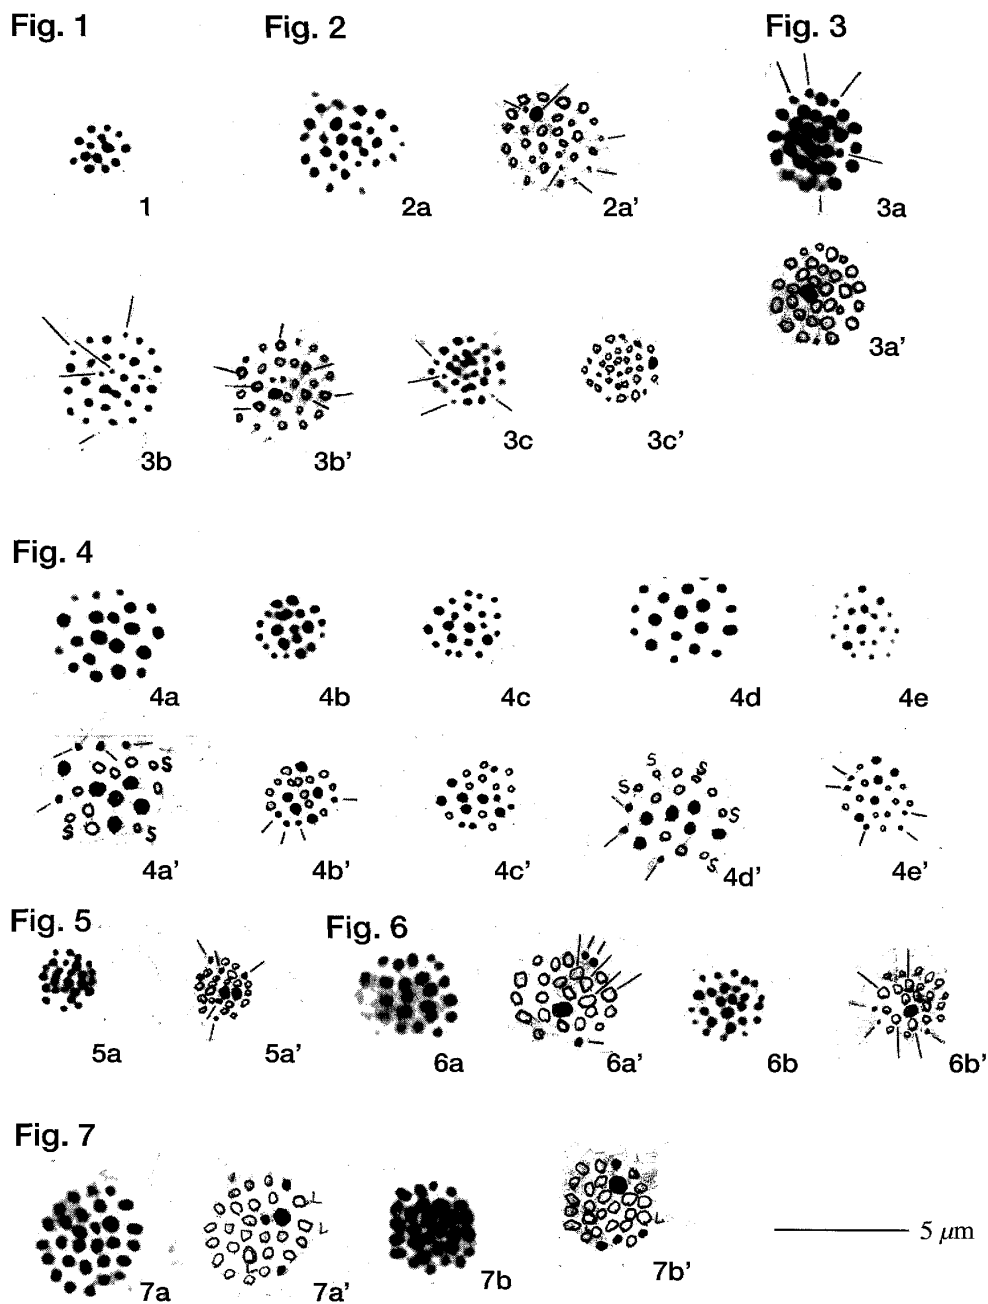 Fig. 1 Fig. 2 Fig. 3
1 2a 2a' 3a
3a'
3b 3b' 3c 3c'
Fig. 4
4a 4b 4c 4d 4e
S S S
S S
S S S
4a' 4b' 4c' 4d' 4e'
Fig. 5 Fig. 6
5a 5a' 6a 6a' 6b 6b'
Fig. 7
L L L
L
5 µm
7a 7a' 7b 7b'